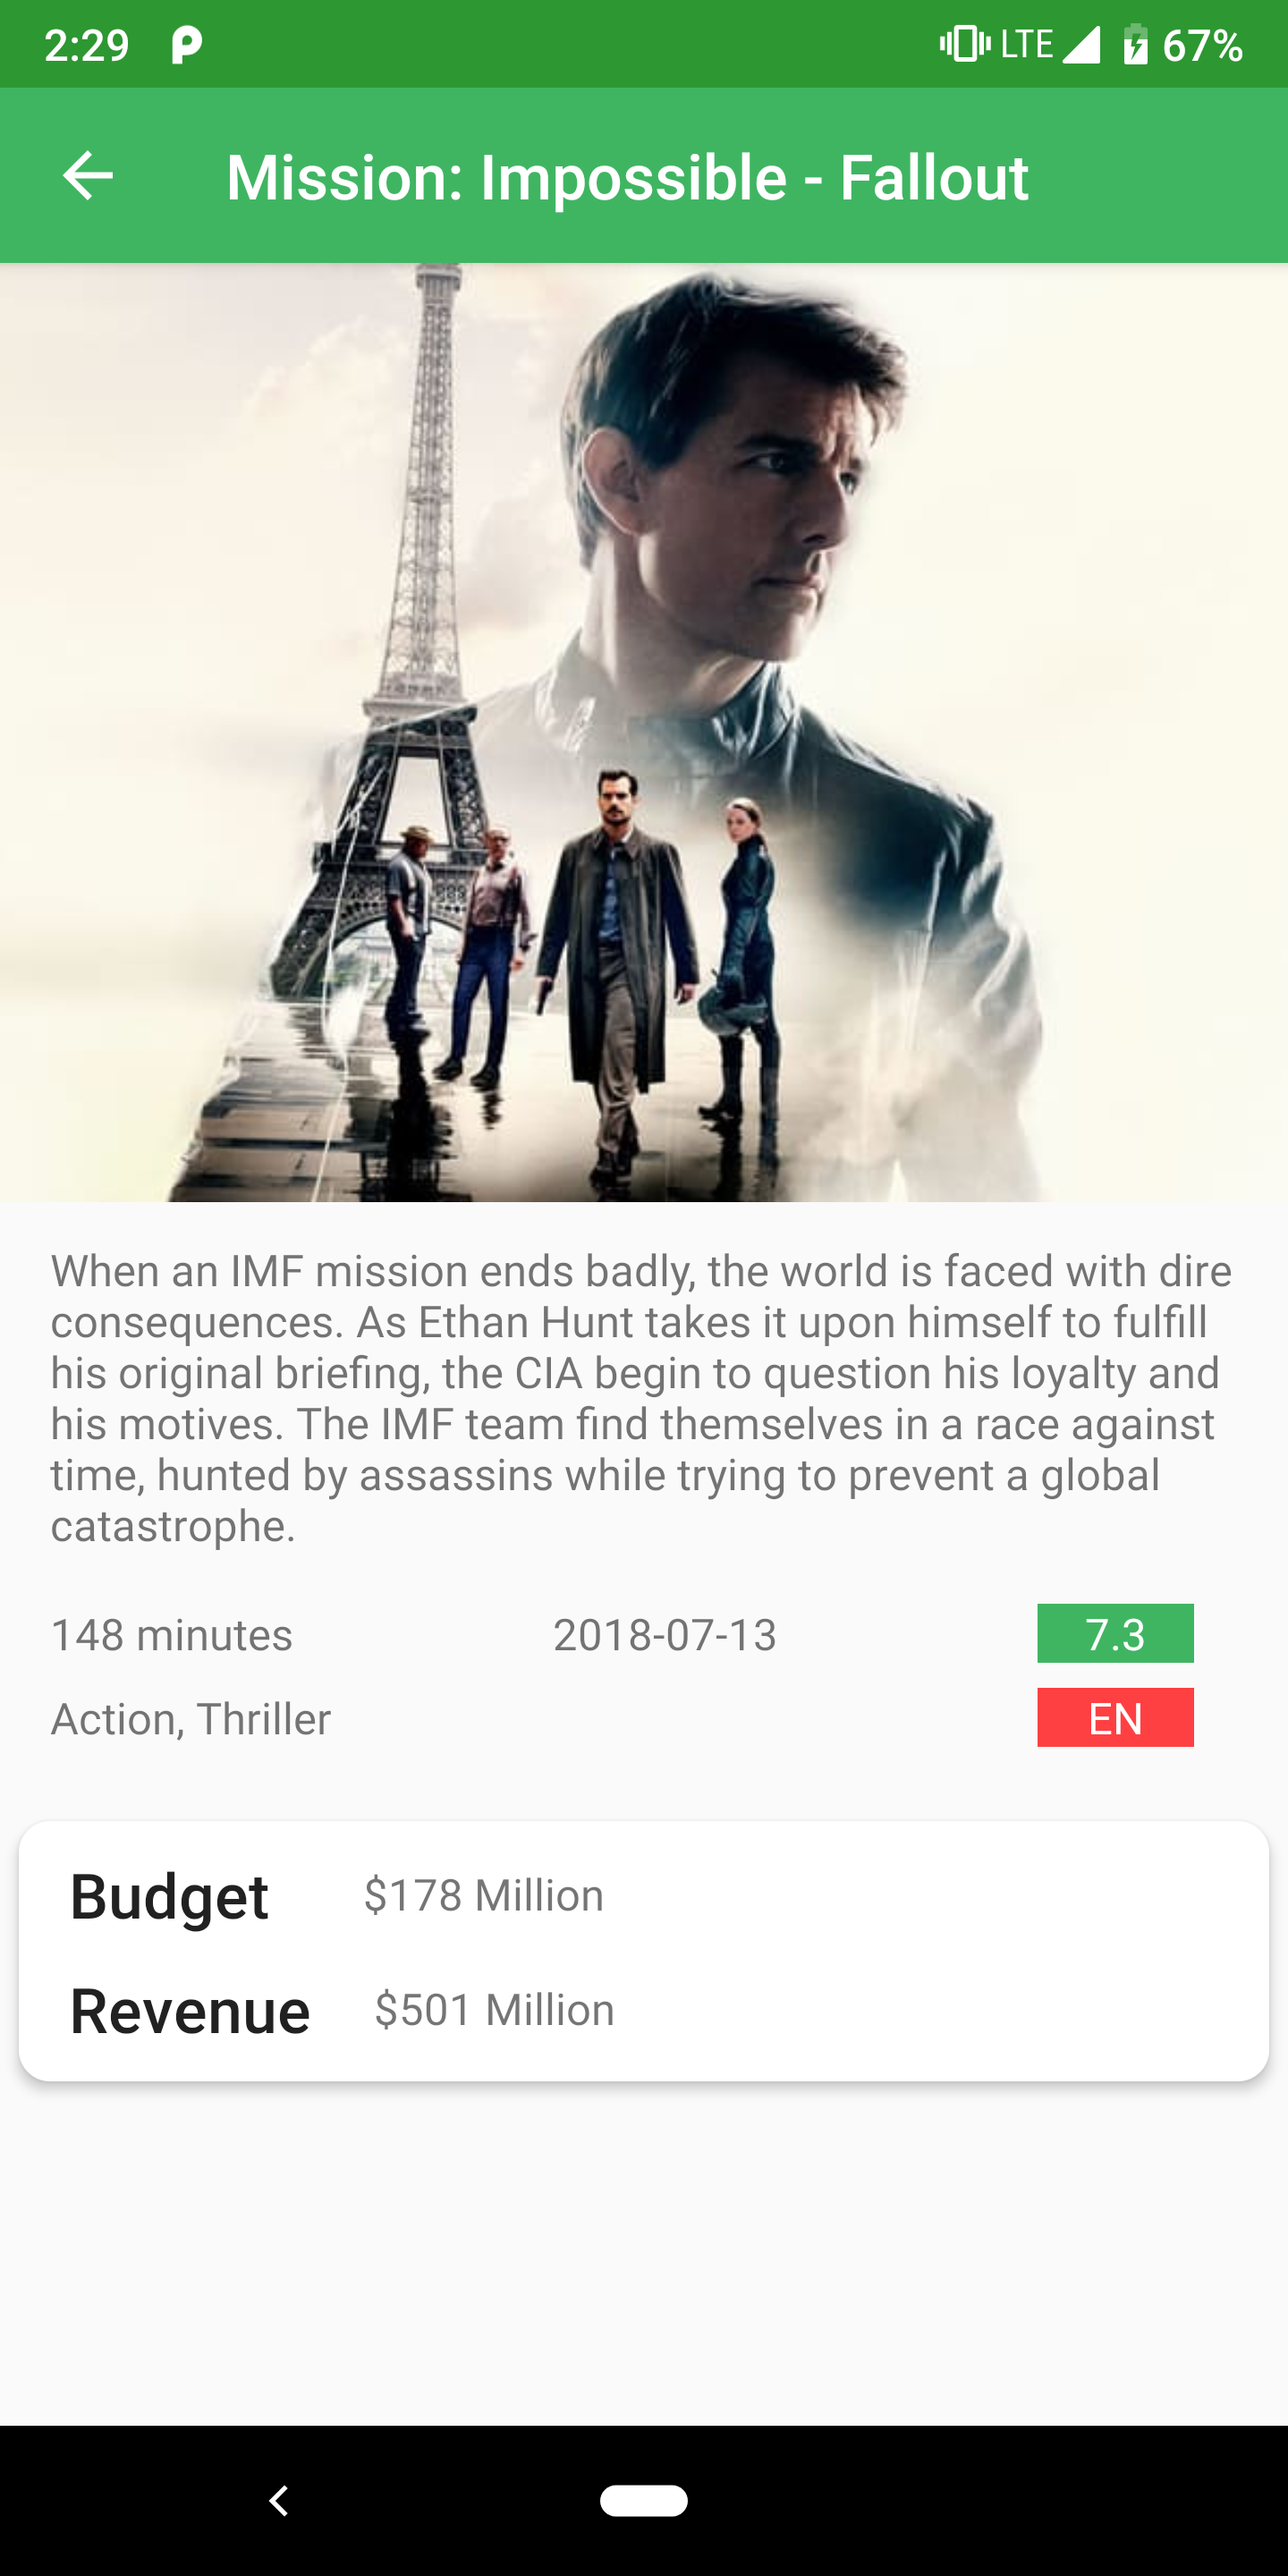 2:29 LTE 67%
Mission: Impossible - Fallout
When an IMF mission ends badly, the world is faced with dire
consequences. As Ethan Hunt takes it upon himself to fulfill
his original briefing, the CIA begin to question his loyalty and
his motives. The IMF team find themselves in a race against
time, hunted by assassins while trying to prevent a global
catastrophe.
148 minutes 2018-07-13 7.3
Action, Thriller EN
Budget $178 Million
Revenue $501 Million